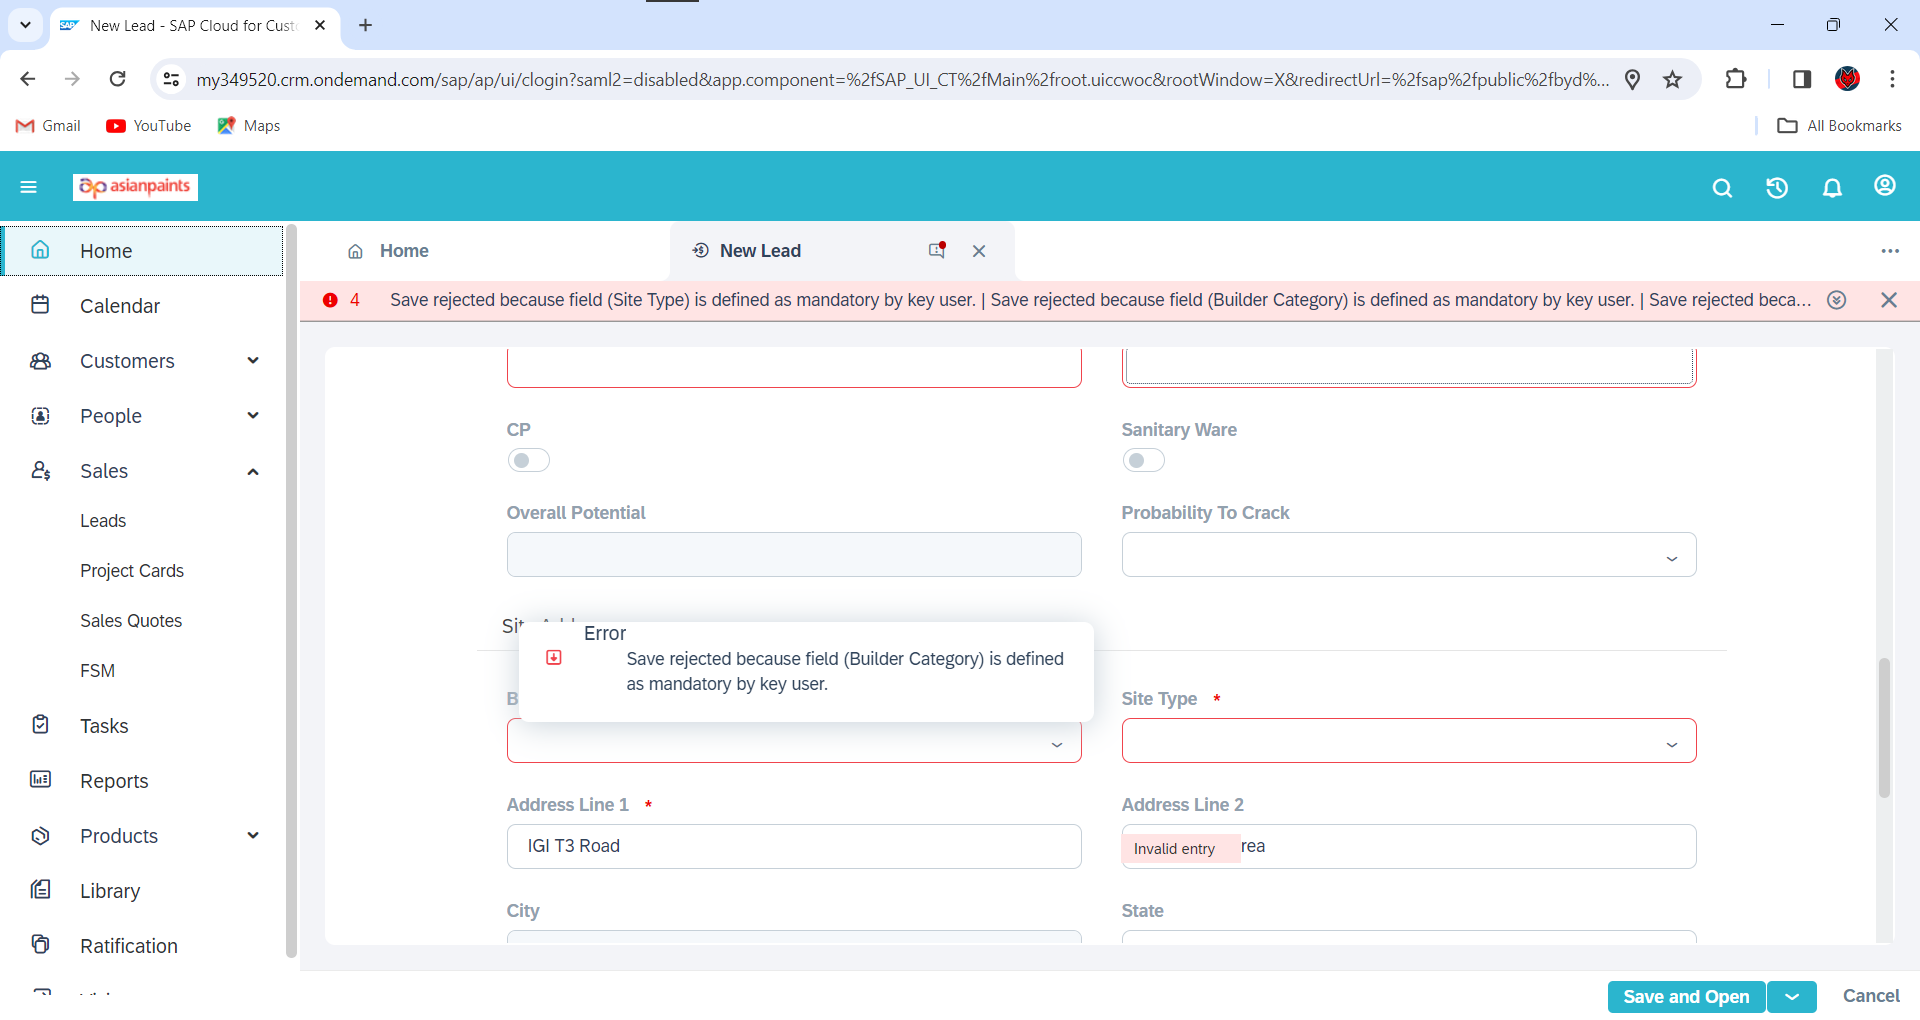 New Lead - SAP Cloud for Cust
my349520.crm.ondemand.com/sap/ap/ui/clogin?saml2=disabled&app.component=%2fSAP_UI_CT%2fMain%2froot.uiccwoc&rootWindow=X&redirectUrl=%2fsap%2fpublic%2fbyd%...
Gmail YouTube Maps All Bookmarks
asianpaints
Home
Calendar
Customers
People
Sales
Leads
Project Cards
Sales Quotes
FSM
Tasks
Reports
Products
Library
Ratification
Home New Lead
4 Save rejected because field (Site Type) is defined as mandatory by key user. | Save rejected because field (Builder Category) is defined as mandatory by key user. | Save rejected beca...
CP Sanitary Ware
Overall Potential Probability To Crack
Error
Save rejected because field (Builder Category) is defined
as mandatory by key user.
Site Type *
Address Line 1 * Address Line 2
IGI T3 Road Invalid entry rea
City State
Save and Open Cancel